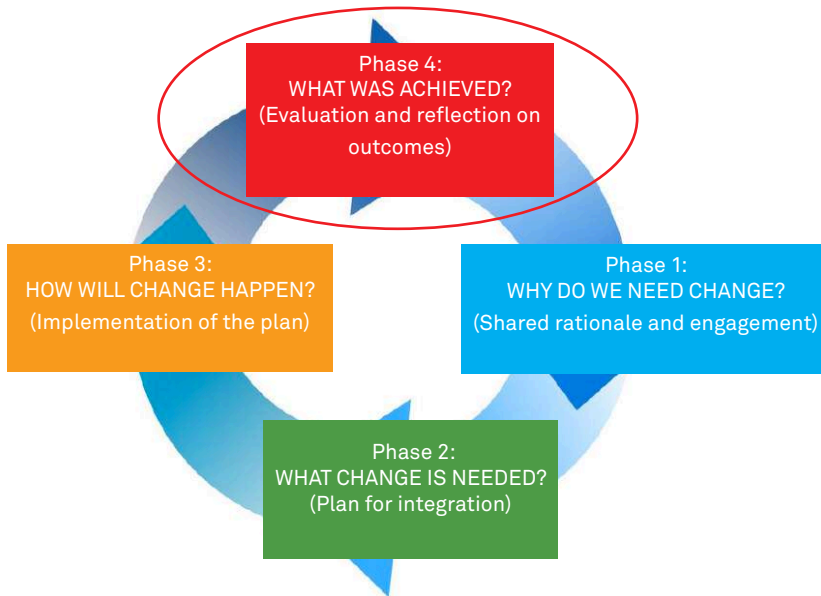 Phase 4:
WHAT WAS ACHIEVED?
(Evaluation and reflection on
outcomes)
Phase 3:
HOW WILL CHANGE HAPPEN?
(Implementation of the plan)
Phase 1:
WHY DO WE NEED CHANGE?
(Shared rationale and engagement)
Phase 2:
WHAT CHANGE IS NEEDED?
(Plan for integration)